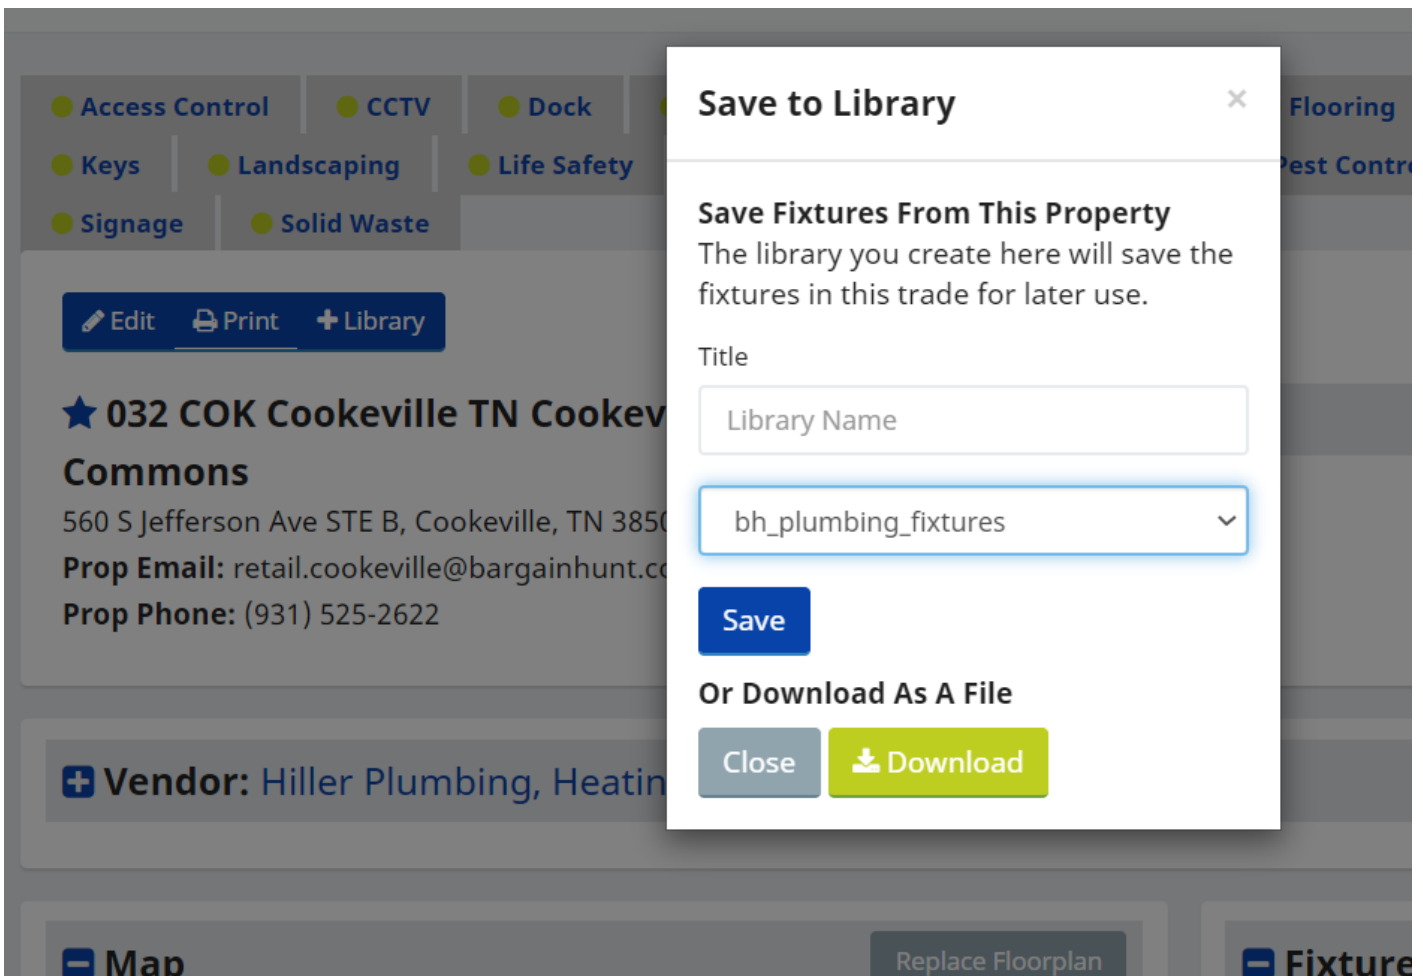 Access Control CCTV Dock Flooring
Keys Landscaping Life Safety
Signage Solid Waste
Edit Print Library
032 COK Cookeville TN
Commons
560 S Jefferson Ave STE B, Cookeville, TN
Prop Email:
Prop Phone: (931) 525-2622
Vendor: Hiller Plumbing,
Map Replace Floorplan
Save to Library ×
Save Fixtures From This Property
The library you create here will save the
fixtures in this trade for later use.
Title
Library Name
bh_plumbing_fixtures
Save
Or Download As A File
Close Download